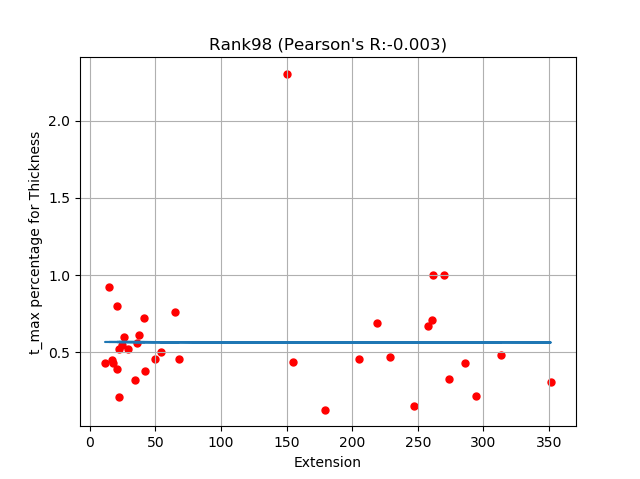 Rank98 (Pearson's R:-0.003)
t_max percentage for Thickness
2.0
1.5
1.0
0.5
0 50 100 150 200 250 300 350
Extension